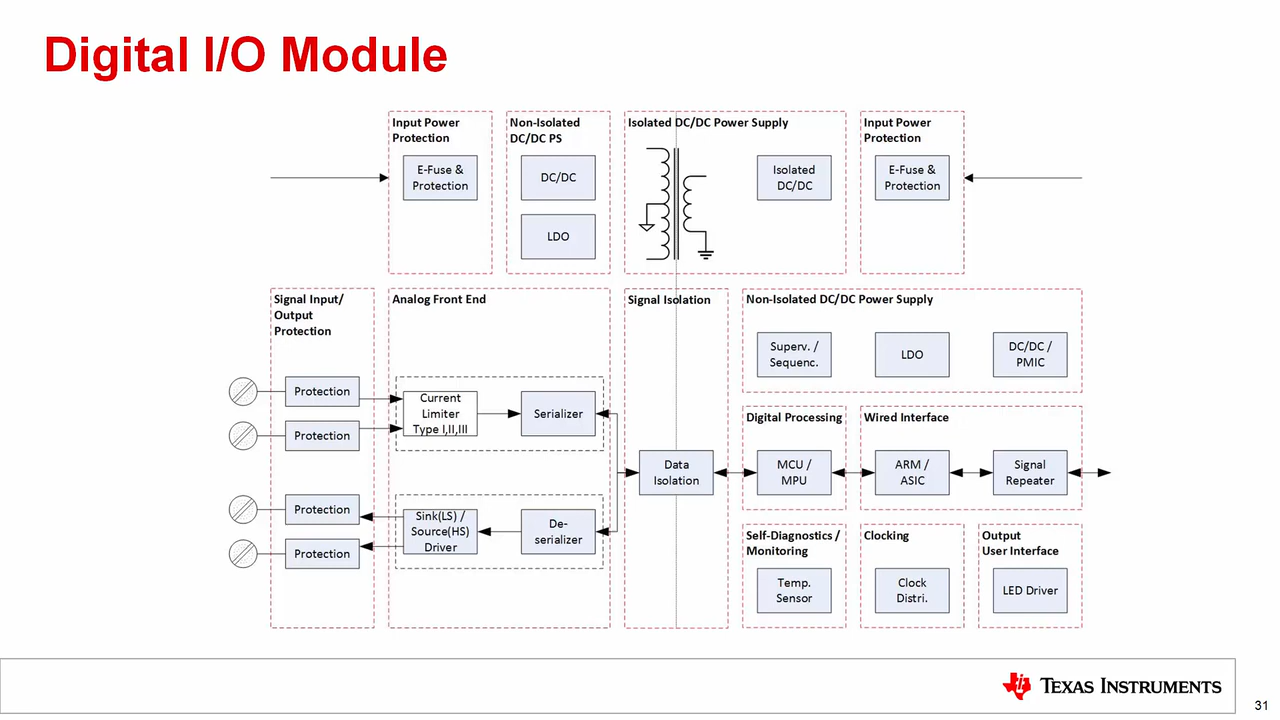 Digital I/O Module
Input Power
Protection
E-Fuse &
Protection
Non-Isolated
DC/DC PS
DC/DC
LDO
Isolated DC/DC Power Supply
Isolated
DC/DC
Input Power
Protection
E-Fuse &
Protection
Signal Input/
Output
Protection
Protection
Protection
Protection
Protection
Analog Front End
Current
Limiter
Type I,II,III
Serializer
Sink(LS) /
Source(HS)
Driver
De-
serializer
Signal Isolation
Data
Isolation
Non-Isolated DC/DC Power Supply
Superv. /
Sequenc.
LDO
DC/DC /
PMIC
Digital Processing
MCU /
MPU
Wired Interface
ARM /
ASIC
Signal
Repeater
Self-Diagnostics /
Monitoring
Temp.
Sensor
Clocking
Clock
Distri.
Output
User Interface
LED Driver
TEXAS INSTRUMENTS
31